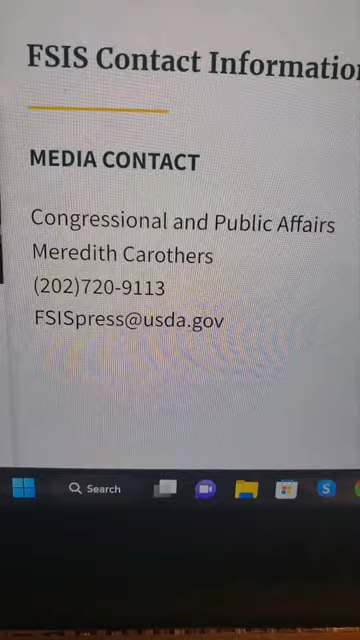 FSIS Contact Informatio
MEDIA CONTACT
Congressional and Public Affairs
Meredith Carothers
(202)720-9113
FSISpress@usda.gov
Search
S